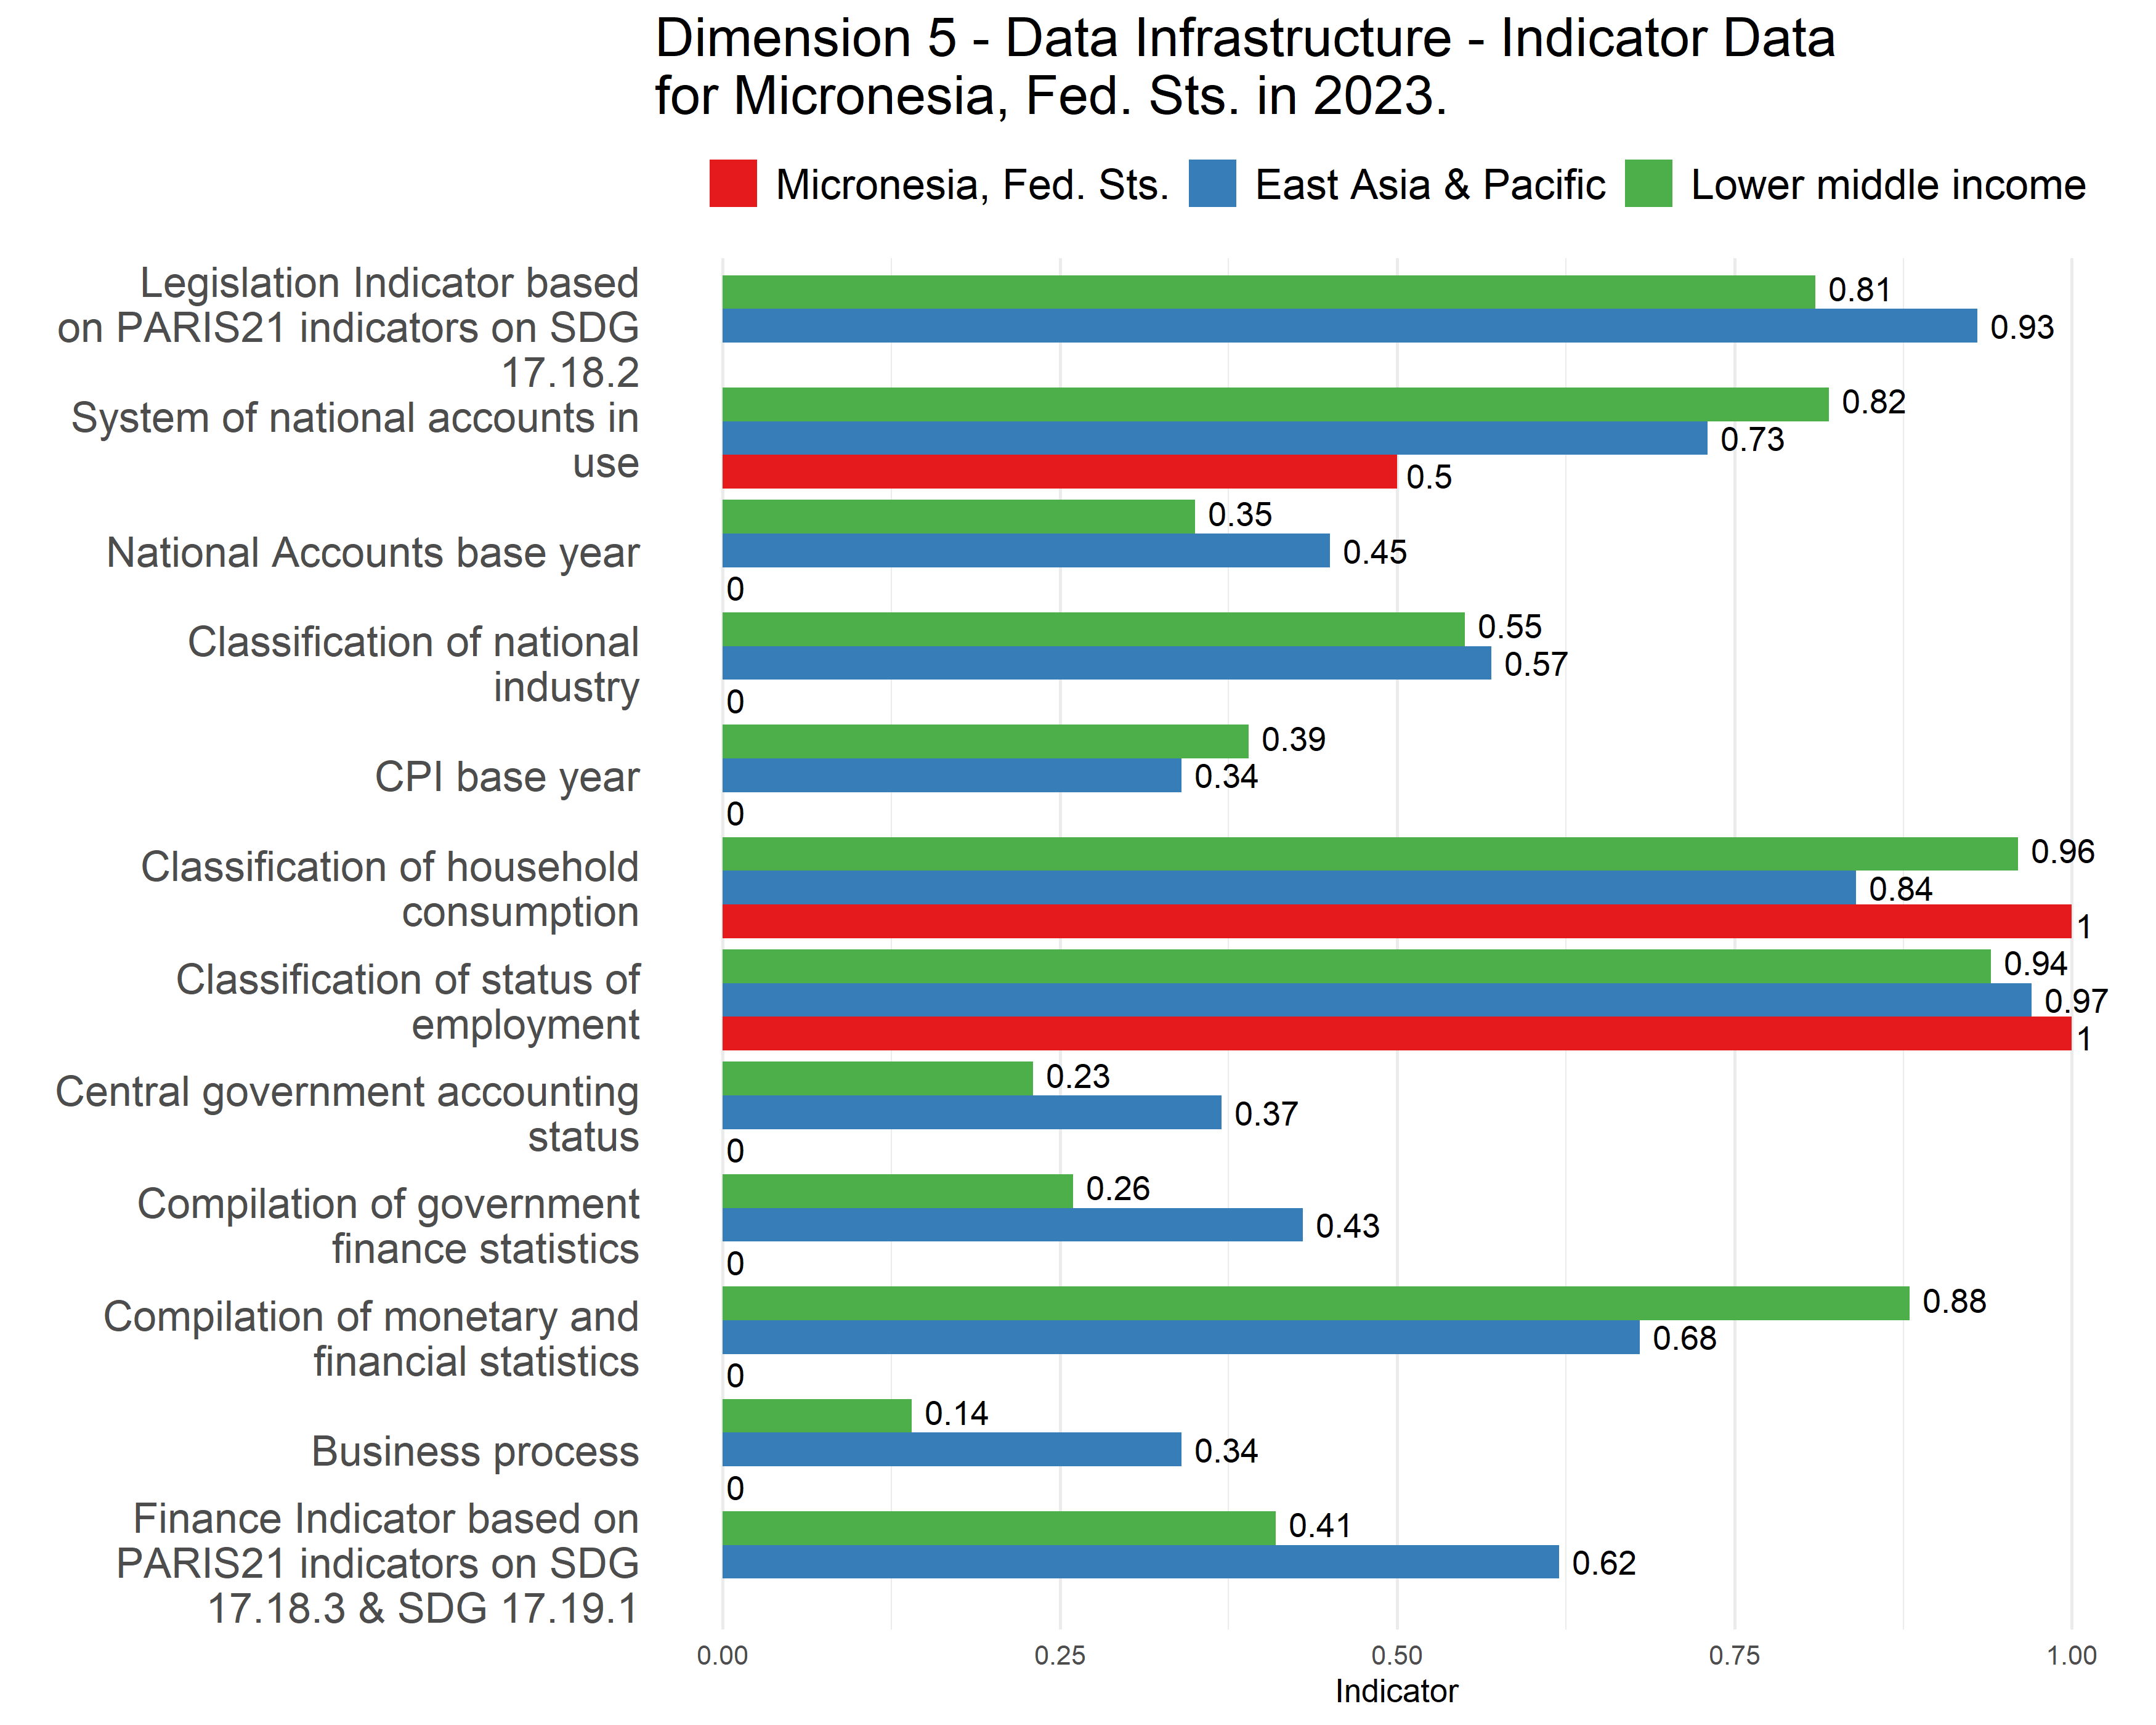 Dimension 5 - Data Infrastructure - Indicator Data
for Micronesia, Fed. Sts. in 2023.
Micronesia, Fed. Sts. East Asia & Pacific Lower middle income
Legislation Indicator based
on PARIS21 indicators on SDG
17.18.2
0.81
0.93
System of national accounts in
use
0.82
0.73
0.5
National Accounts base year
0.35
0.45
0
Classification of national
industry
0.55
0.57
0
CPI base year
0.39
0.34
0
Classification of household
consumption
0.96
0.84
1
Classification of status of
employment
0.94
0.97
1
Central government accounting
status
0.23
0.37
0
Compilation of government
finance statistics
0.26
0.43
0
Compilation of monetary and
financial statistics
0.88
0.68
0
Business process
0.14
0.34
0
Finance Indicator based on
PARIS21 indicators on SDG
17.18.3 & SDG 17.19.1
0.41
0.62
0.00 0.25 0.50 0.75 1.00
Indicator